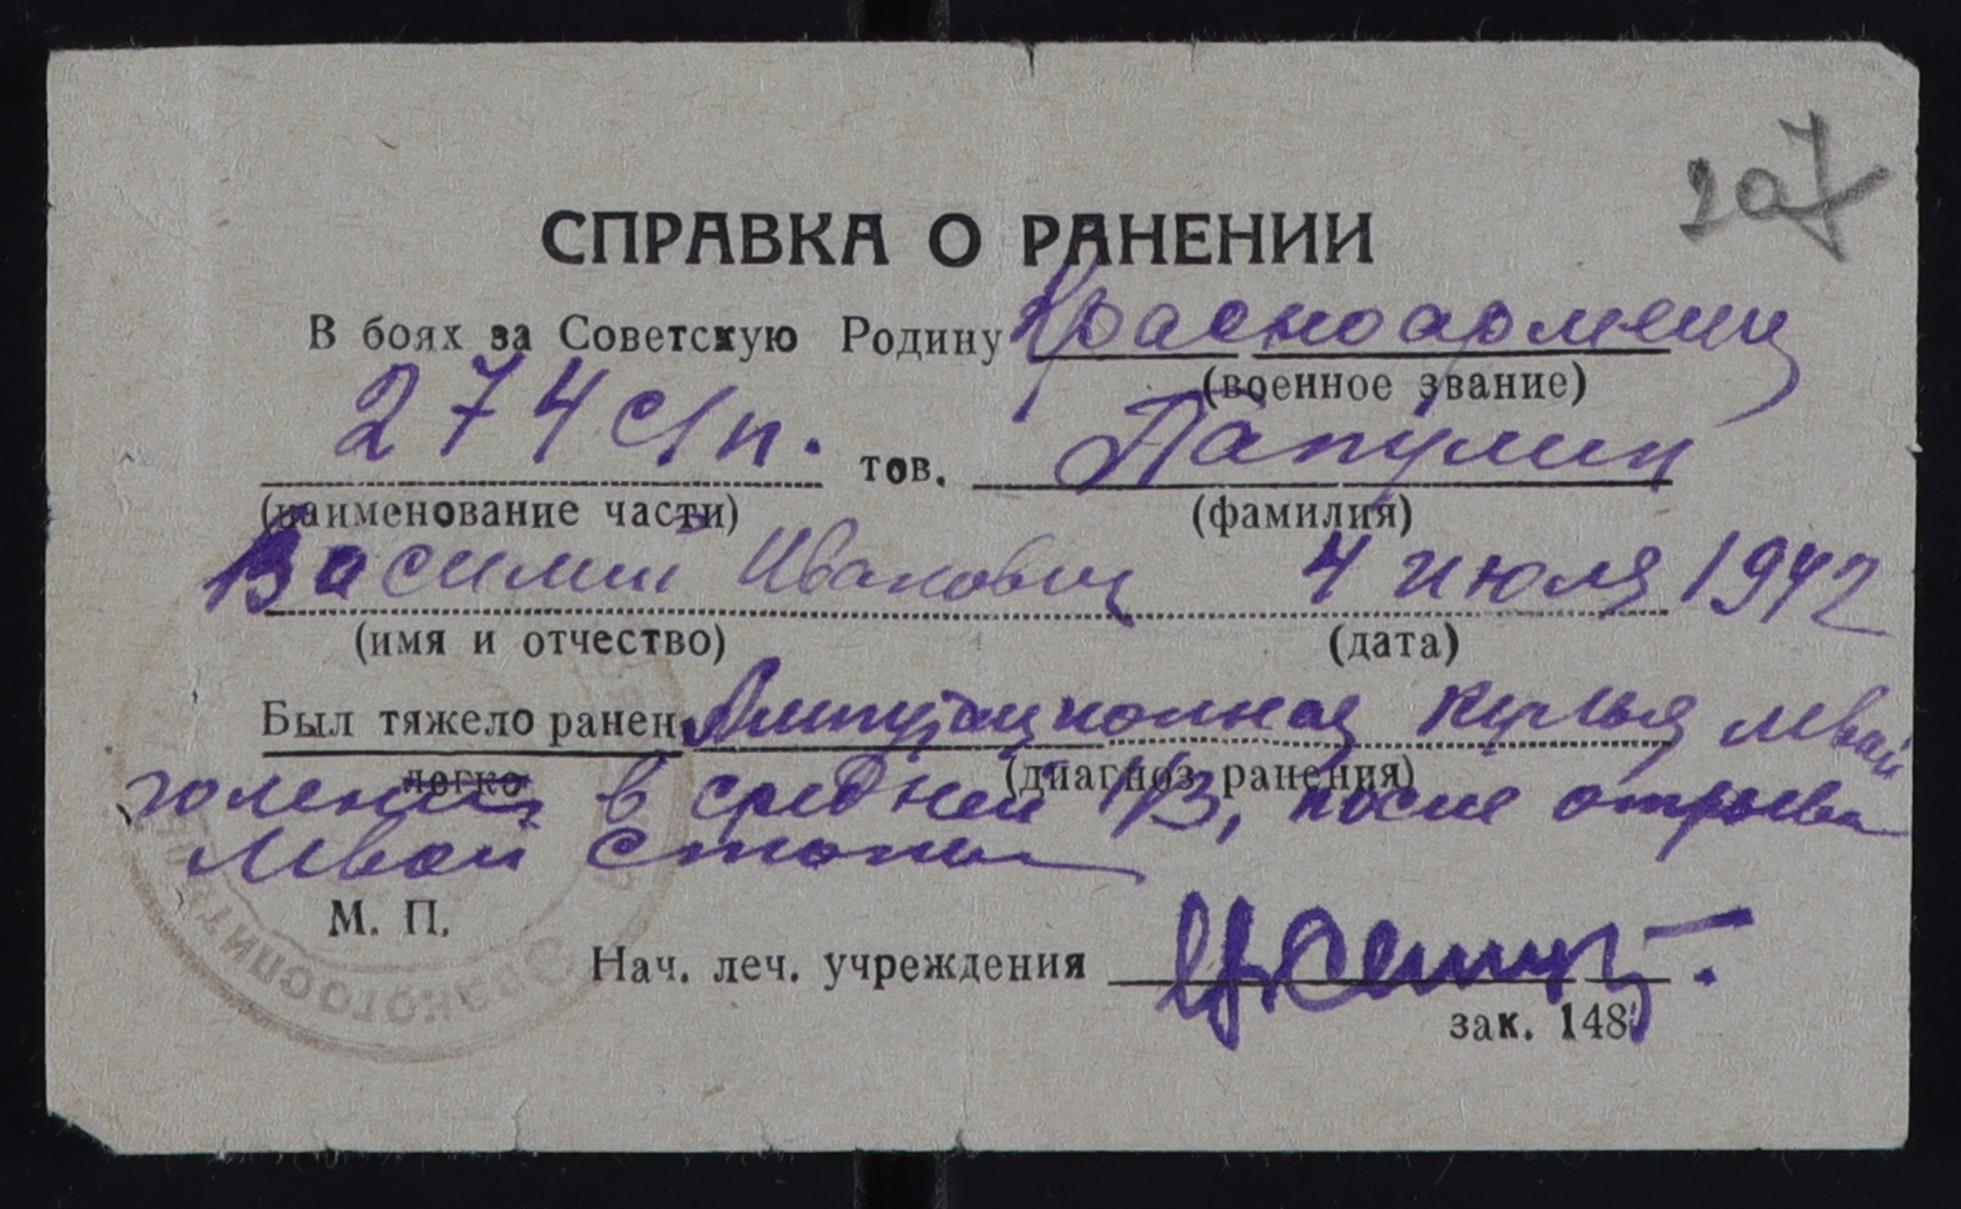 207
СПРАВКА О РАНЕНИИ
В боях за Советскую Родину Красноармеец
(военное звание)
274 с/п. тов. Папулин
(наименование части) (фамилия)
Василий Иванович 4 июля 1942
(имя и отчество) (дата)
Был тяжело ранен Ампутационная культя левой
легко (диагноз ранения)
голени в средней 1/3, после отрыва
левой стопы
М. П.
Нач. леч. учреждения
зак. 148
Эвакогоспиталь